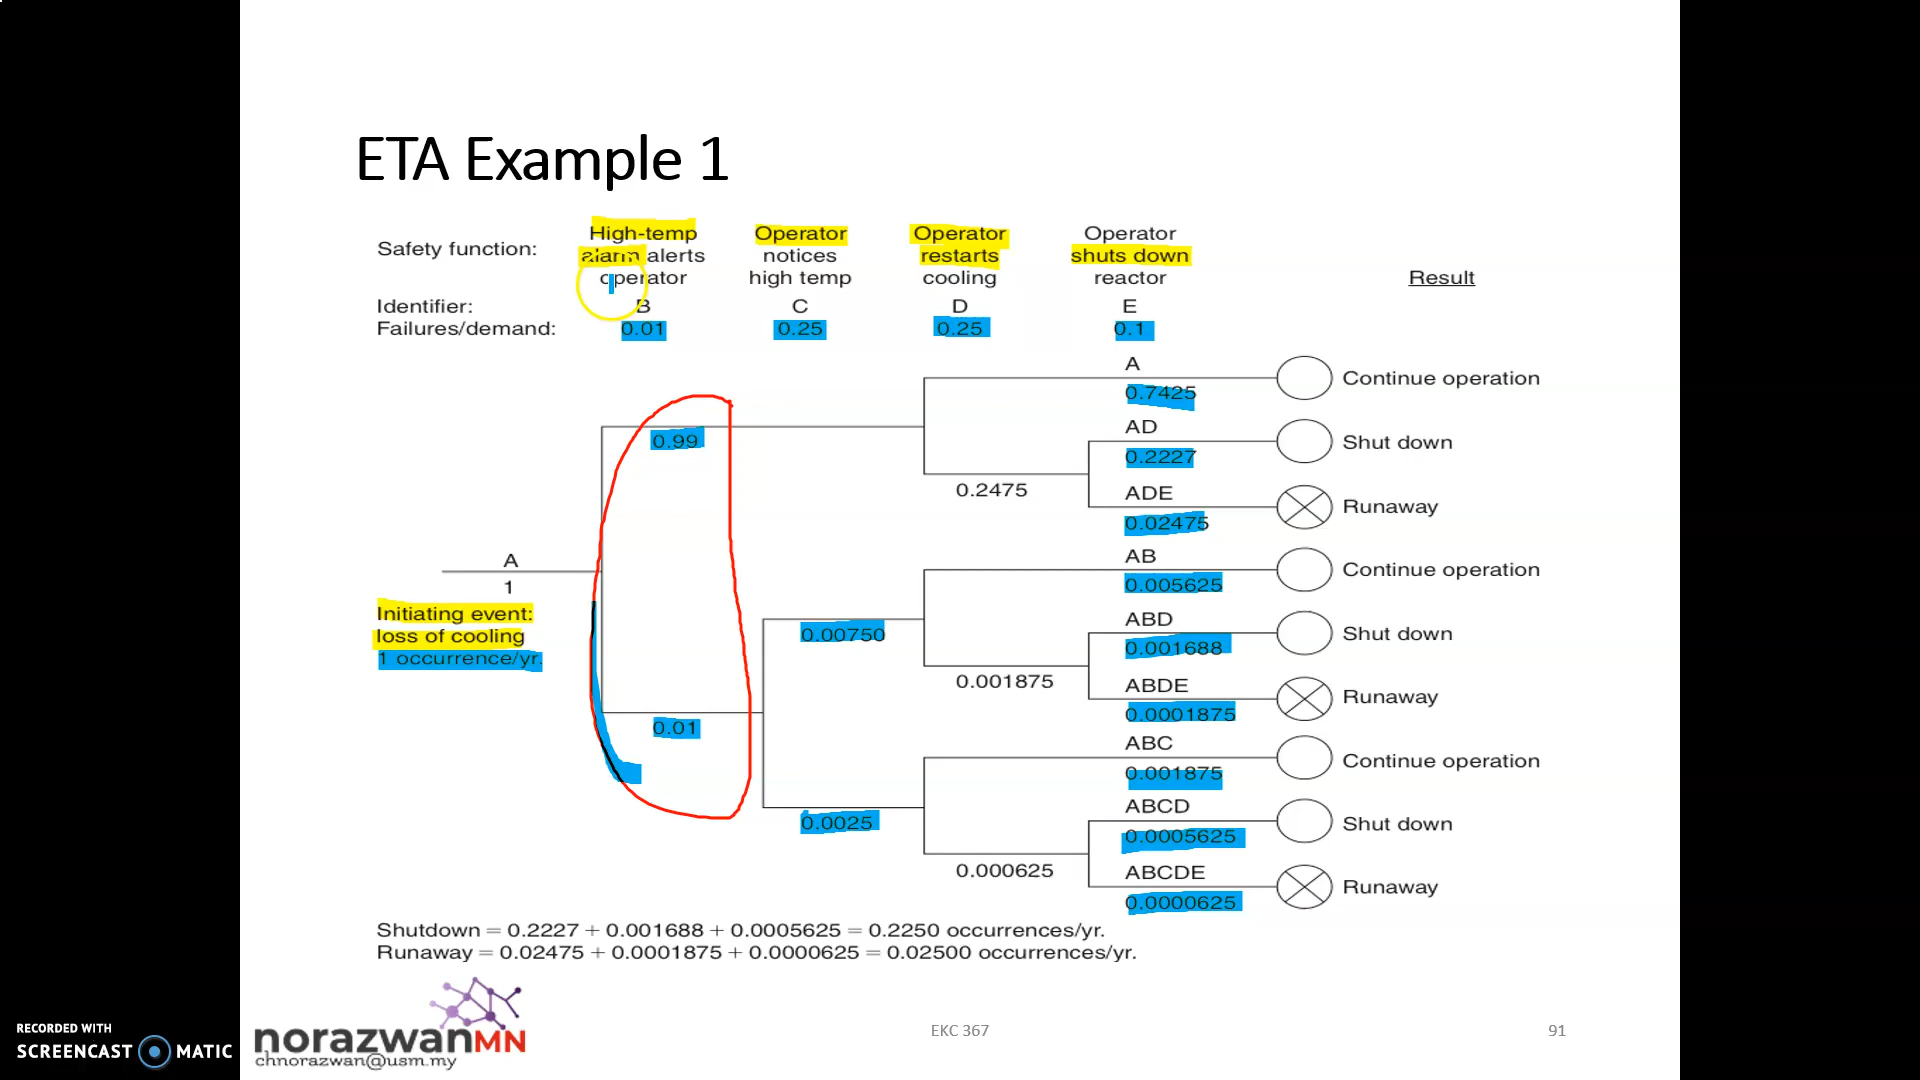 ETA Example 1
Safety function:
High-temp
alarm alerts
operator
Operator
notices
high temp
Operator
restarts
cooling
Operator
shuts down
reactor
Result
Identifier: B C D E
Failures/demand: 0.01 0.25 0.25 0.1
A
0.7425
Continue operation
0.99
AD
0.2227
Shut down
0.2475
ADE
0.02475
Runaway
A
1
Initiating event:
loss of cooling
1 occurrence/yr.
AB
0.005625
Continue operation
0.00750
ABD
0.001688
Shut down
0.001875
ABDE
0.0001875
Runaway
0.01
ABC
0.001875
Continue operation
0.0025
ABCD
0.0005625
Shut down
0.000625
ABCDE
0.0000625
Runaway
Shutdown = 0.2227 + 0.001688 + 0.0005625 = 0.2250 occurrences/yr.
Runaway = 0.02475 + 0.0001875 + 0.0000625 = 0.02500 occurrences/yr.
RECORDED WITH
SCREENCAST MATIC
norazwanMN
chnorazwan@usm.my
EKC 367
91